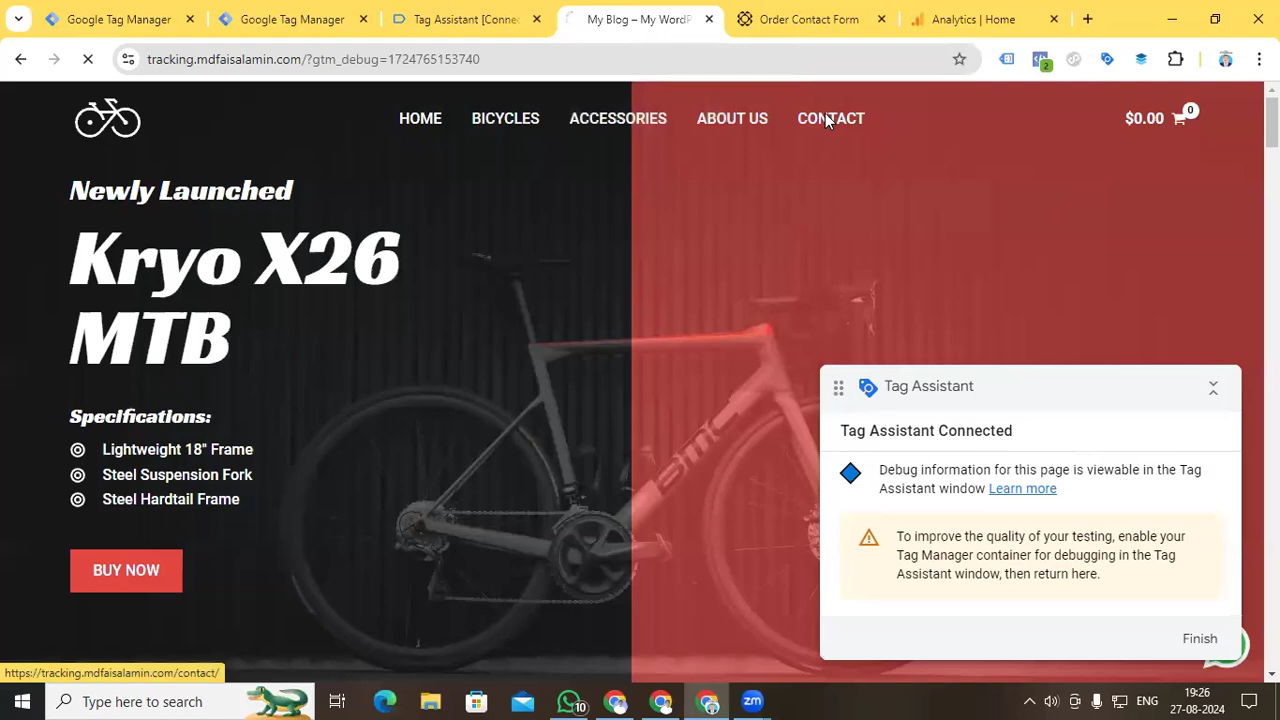 Google Tag Manager
Google Tag Manager
Tag Assistant [Connec
My Blog – My WordP
Order Contact Form
Analytics | Home
tracking.mdfaisalamin.com/?gtm_debug=1724765153740
2
HOME
BICYCLES
ACCESSORIES
ABOUT US
CONTACT
$0.00
0
Newly Launched
Kryo X26
MTB
Specifications:
Lightweight 18" Frame
Steel Suspension Fork
Steel Hardtail Frame
BUY NOW
Tag Assistant
Tag Assistant Connected
Debug information for this page is viewable in the Tag
Assistant window Learn more
To improve the quality of your testing, enable your
Tag Manager container for debugging in the Tag
Assistant window, then return here.
Finish
https://tracking.mdfaisalamin.com/contact/
Type here to search
10
zm
ENG
19:26
27-08-2024